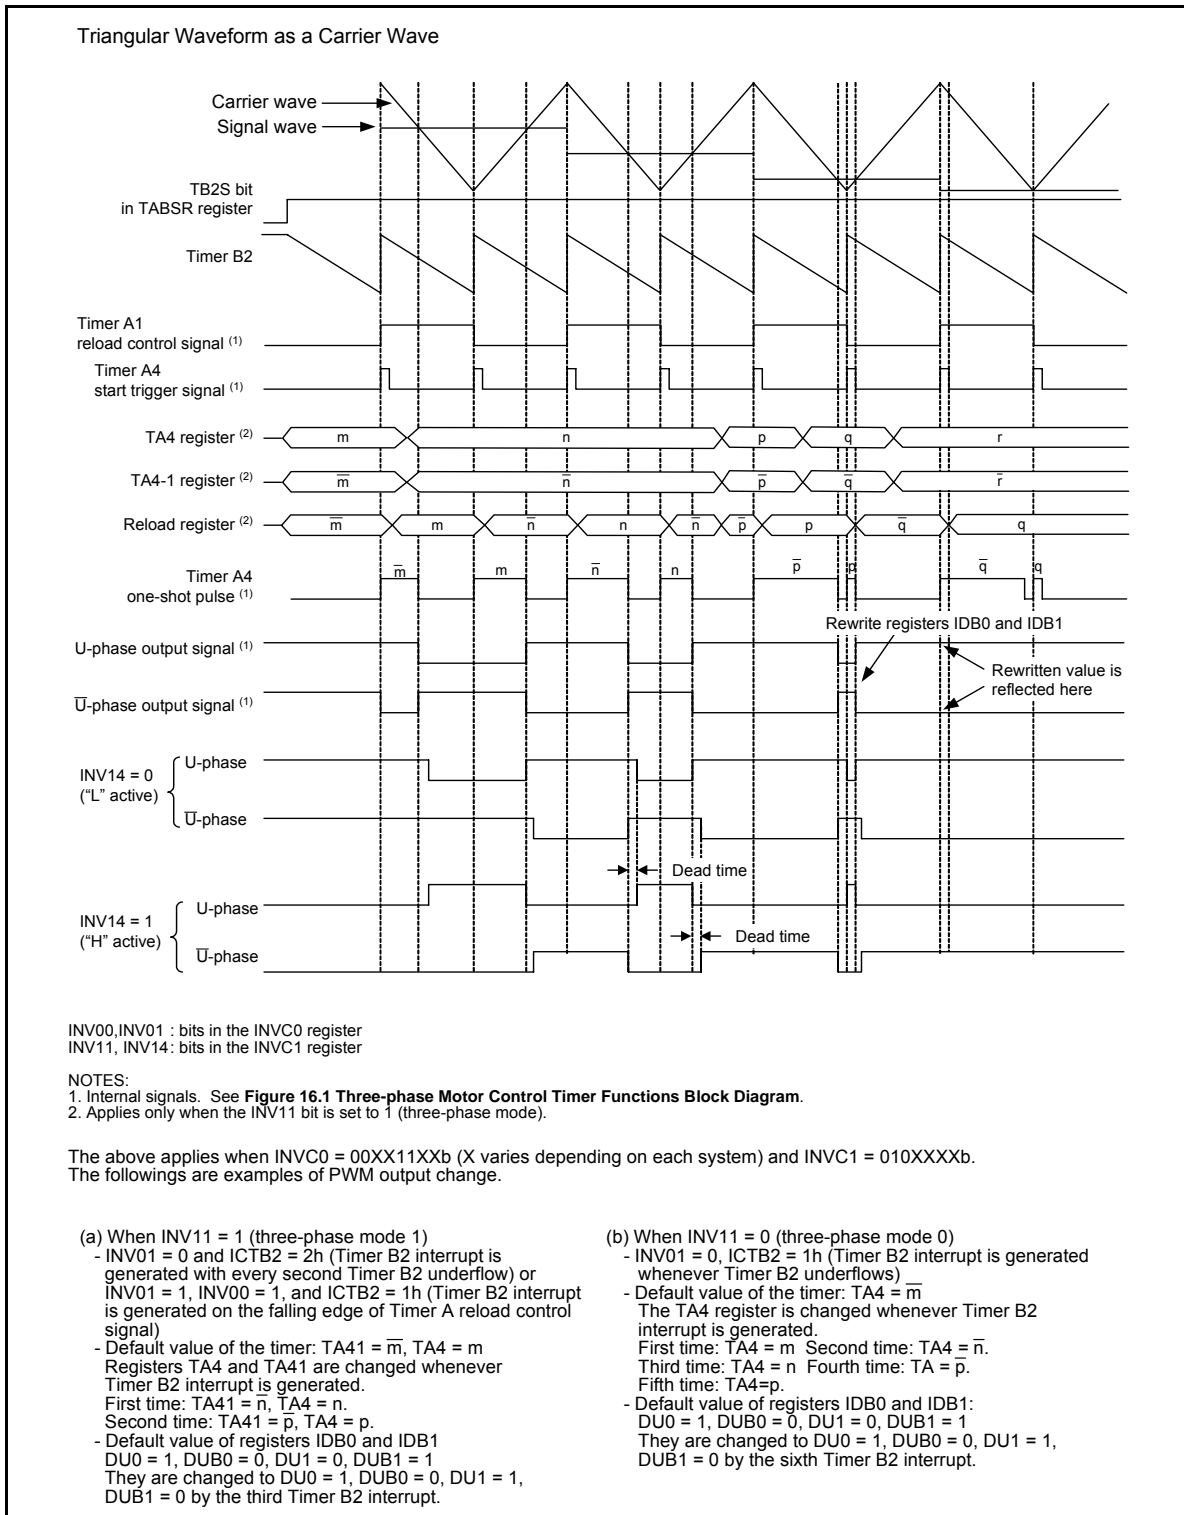 Triangular Waveform as a Carrier Wave
Carrier wave
Signal wave
TB2S bit
in TABSR register
Timer B2
Timer A1
reload control signal (1)
Timer A4
start trigger signal (1)
TA4 register (2)
m n p q r
TA4-1 register (2)
m̅ n̅ p̅ q̅ r̅
Reload register (2)
m̅ m n̅ n n̅ p̅ p q̅ q
Timer A4
one-shot pulse (1)
m̅ m n̅ n p̅ p q̅ q
Rewrite registers IDB0 and IDB1
U-phase output signal (1)
Rewritten value is
reflected here
U̅-phase output signal (1)
INV14 = 0
(“L” active)
U-phase
U̅-phase
Dead time
INV14 = 1
(“H” active)
U-phase
Dead time
U̅-phase
INV00,INV01 : bits in the INVC0 register
INV11, INV14: bits in the INVC1 register
NOTES:
1. Internal signals. See Figure 16.1 Three-phase Motor Control Timer Functions Block Diagram.
2. Applies only when the INV11 bit is set to 1 (three-phase mode).
The above applies when INVC0 = 00XX11XXb (X varies depending on each system) and INVC1 = 010XXXXb.
The followings are examples of PWM output change.
(a) When INV11 = 1 (three-phase mode 1)
- INV01 = 0 and ICTB2 = 2h (Timer B2 interrupt is
generated with every second Timer B2 underflow) or
INV01 = 1, INV00 = 1, and ICTB2 = 1h (Timer B2 interrupt
is generated on the falling edge of Timer A reload control
signal)
- Default value of the timer: TA41 = m̅, TA4 = m
Registers TA4 and TA41 are changed whenever
Timer B2 interrupt is generated.
First time: TA41 = n̅, TA4 = n.
Second time: TA41 = p̅, TA4 = p.
- Default value of registers IDB0 and IDB1
DU0 = 1, DUB0 = 0, DU1 = 0, DUB1 = 1
They are changed to DU0 = 1, DUB0 = 0, DU1 = 1,
DUB1 = 0 by the third Timer B2 interrupt.
(b) When INV11 = 0 (three-phase mode 0)
- INV01 = 0, ICTB2 = 1h (Timer B2 interrupt is generated
whenever Timer B2 underflows)
- Default value of the timer: TA4 = m̅
The TA4 register is changed whenever Timer B2
interrupt is generated.
First time: TA4 = m Second time: TA4 = n̅.
Third time: TA4 = n Fourth time: TA = p̅.
Fifth time: TA4=p.
- Default value of registers IDB0 and IDB1:
DU0 = 1, DUB0 = 0, DU1 = 0, DUB1 = 1
They are changed to DU0 = 1, DUB0 = 0, DU1 = 1,
DUB1 = 0 by the sixth Timer B2 interrupt.